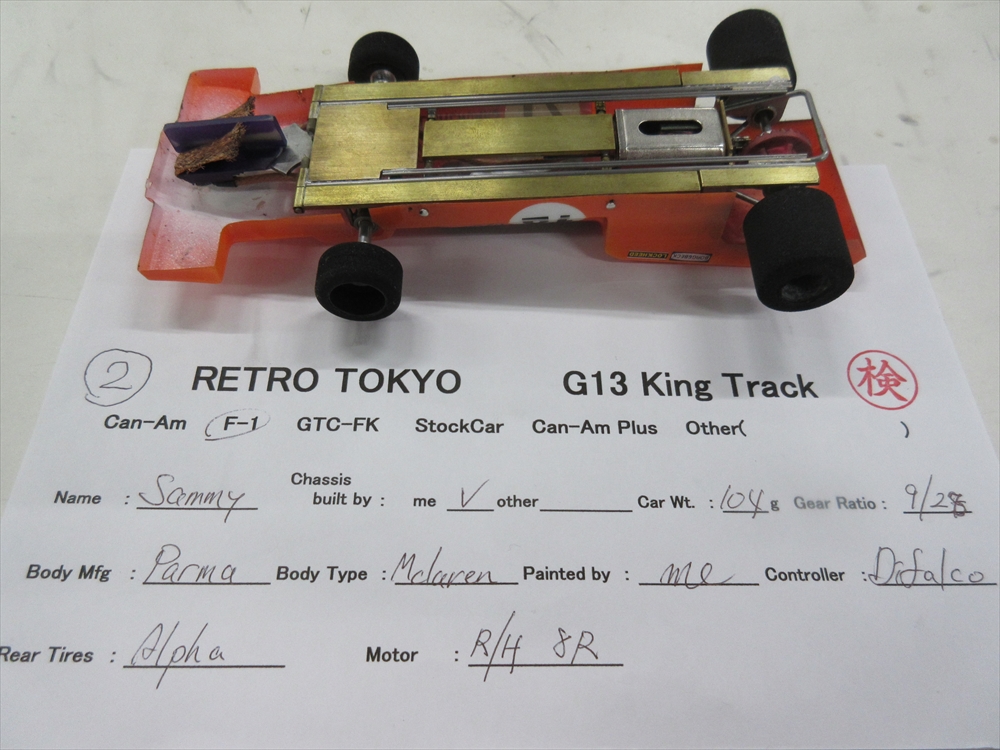 ② RETRO TOKYO G13 King Track 検
Can-Am F-1 GTC-FK StockCar Can-Am Plus Other( )
Name : Sammy Chassis built by : me V other Car Wt. : 104 g Gear Ratio : 9/28
Body Mfg : Parma Body Type : Mclaren Painted by : me Controller : Difalco
Rear Tires : Alpha Motor : R/H 8R